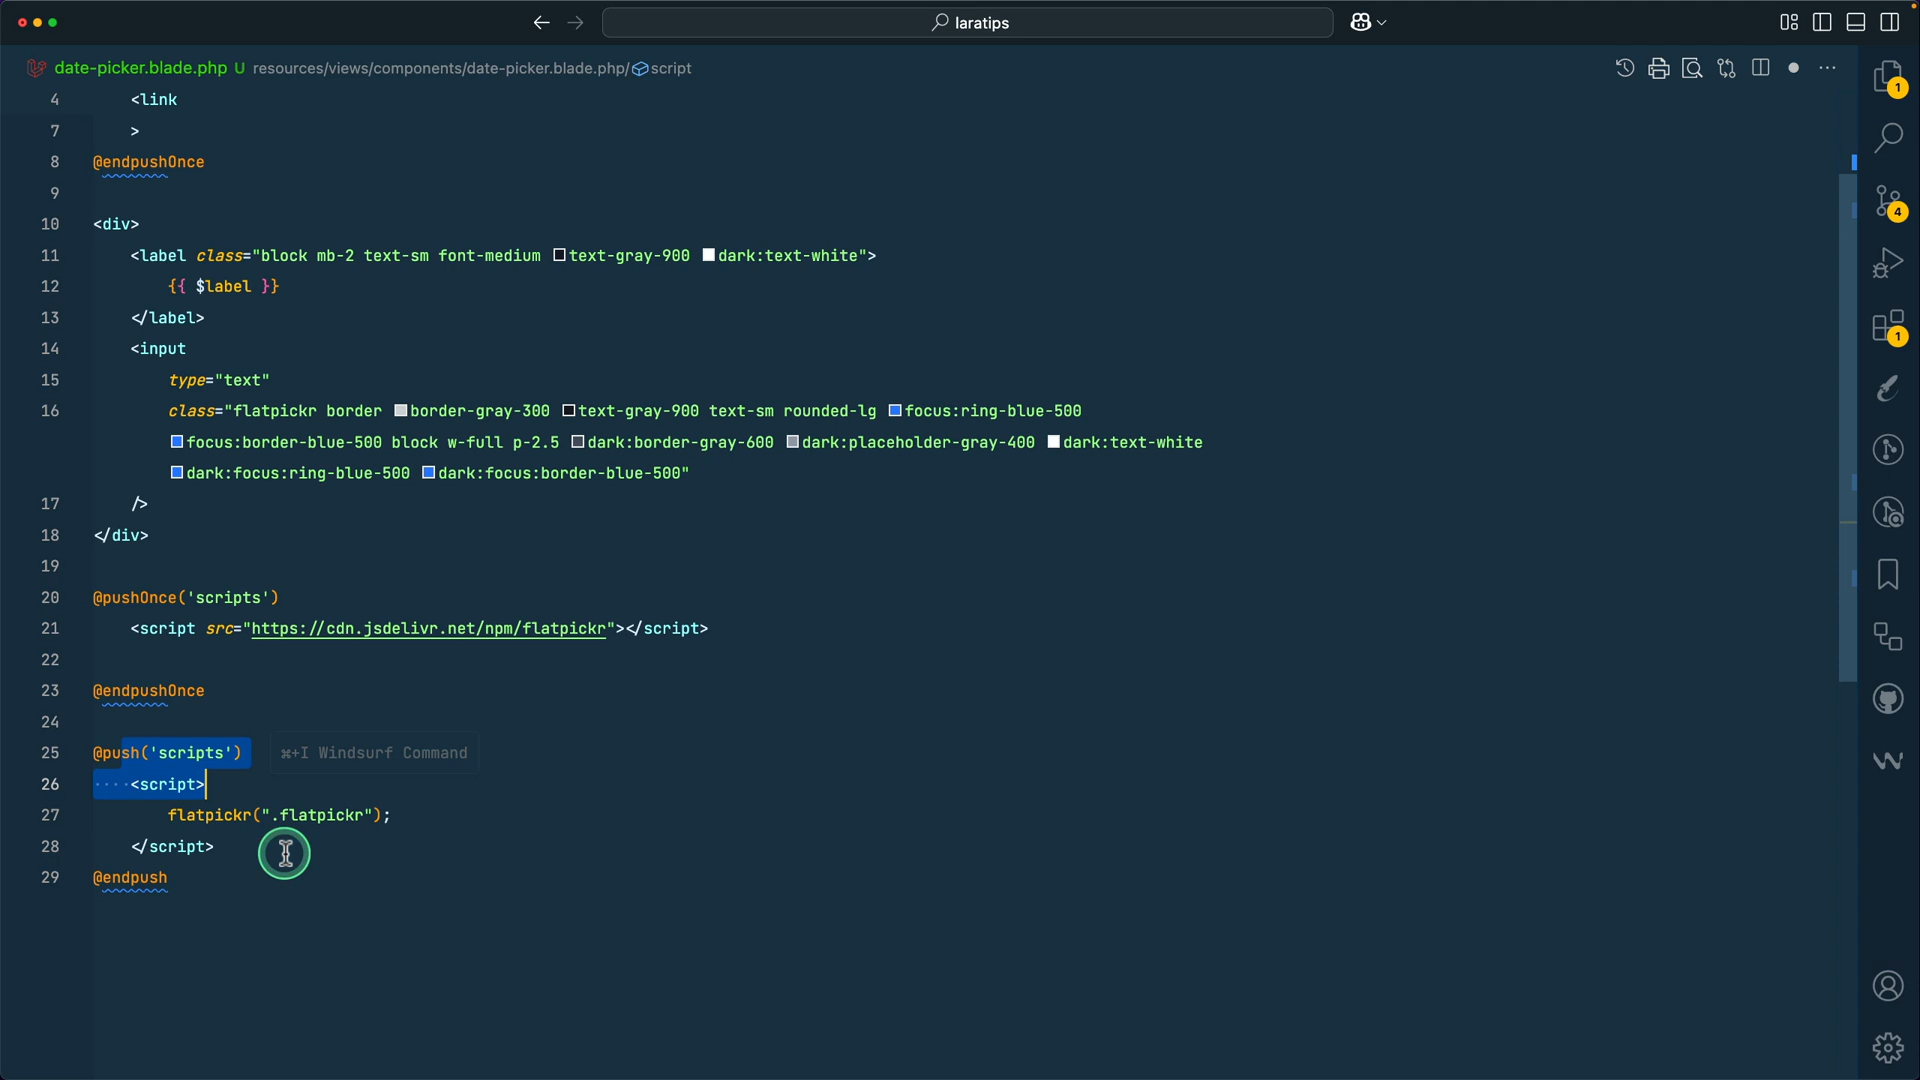 laratips
date-picker.blade.php U resources/views/components/date-picker.blade.php/ script
4 <link
7 >
8 @endpushOnce
9
10 <div>
11 <label class="block mb-2 text-sm font-medium text-gray-900 dark:text-white">
12 {{ $label }}
13 </label>
14 <input
15 type="text"
16 class="flatpickr border border-gray-300 text-gray-900 text-sm rounded-lg focus:ring-blue-500
focus:border-blue-500 block w-full p-2.5 dark:border-gray-600 dark:placeholder-gray-400 dark:text-white
dark:focus:ring-blue-500 dark:focus:border-blue-500"
17 />
18 </div>
19
20 @pushOnce('scripts')
21 <script src="https://cdn.jsdelivr.net/npm/flatpickr"></script>
22
23 @endpushOnce
24
25 @push('scripts') ⌘+I Windsurf Command
26 ····<script>
27 flatpickr(".flatpickr");
28 </script>
29 @endpush
1
4
1